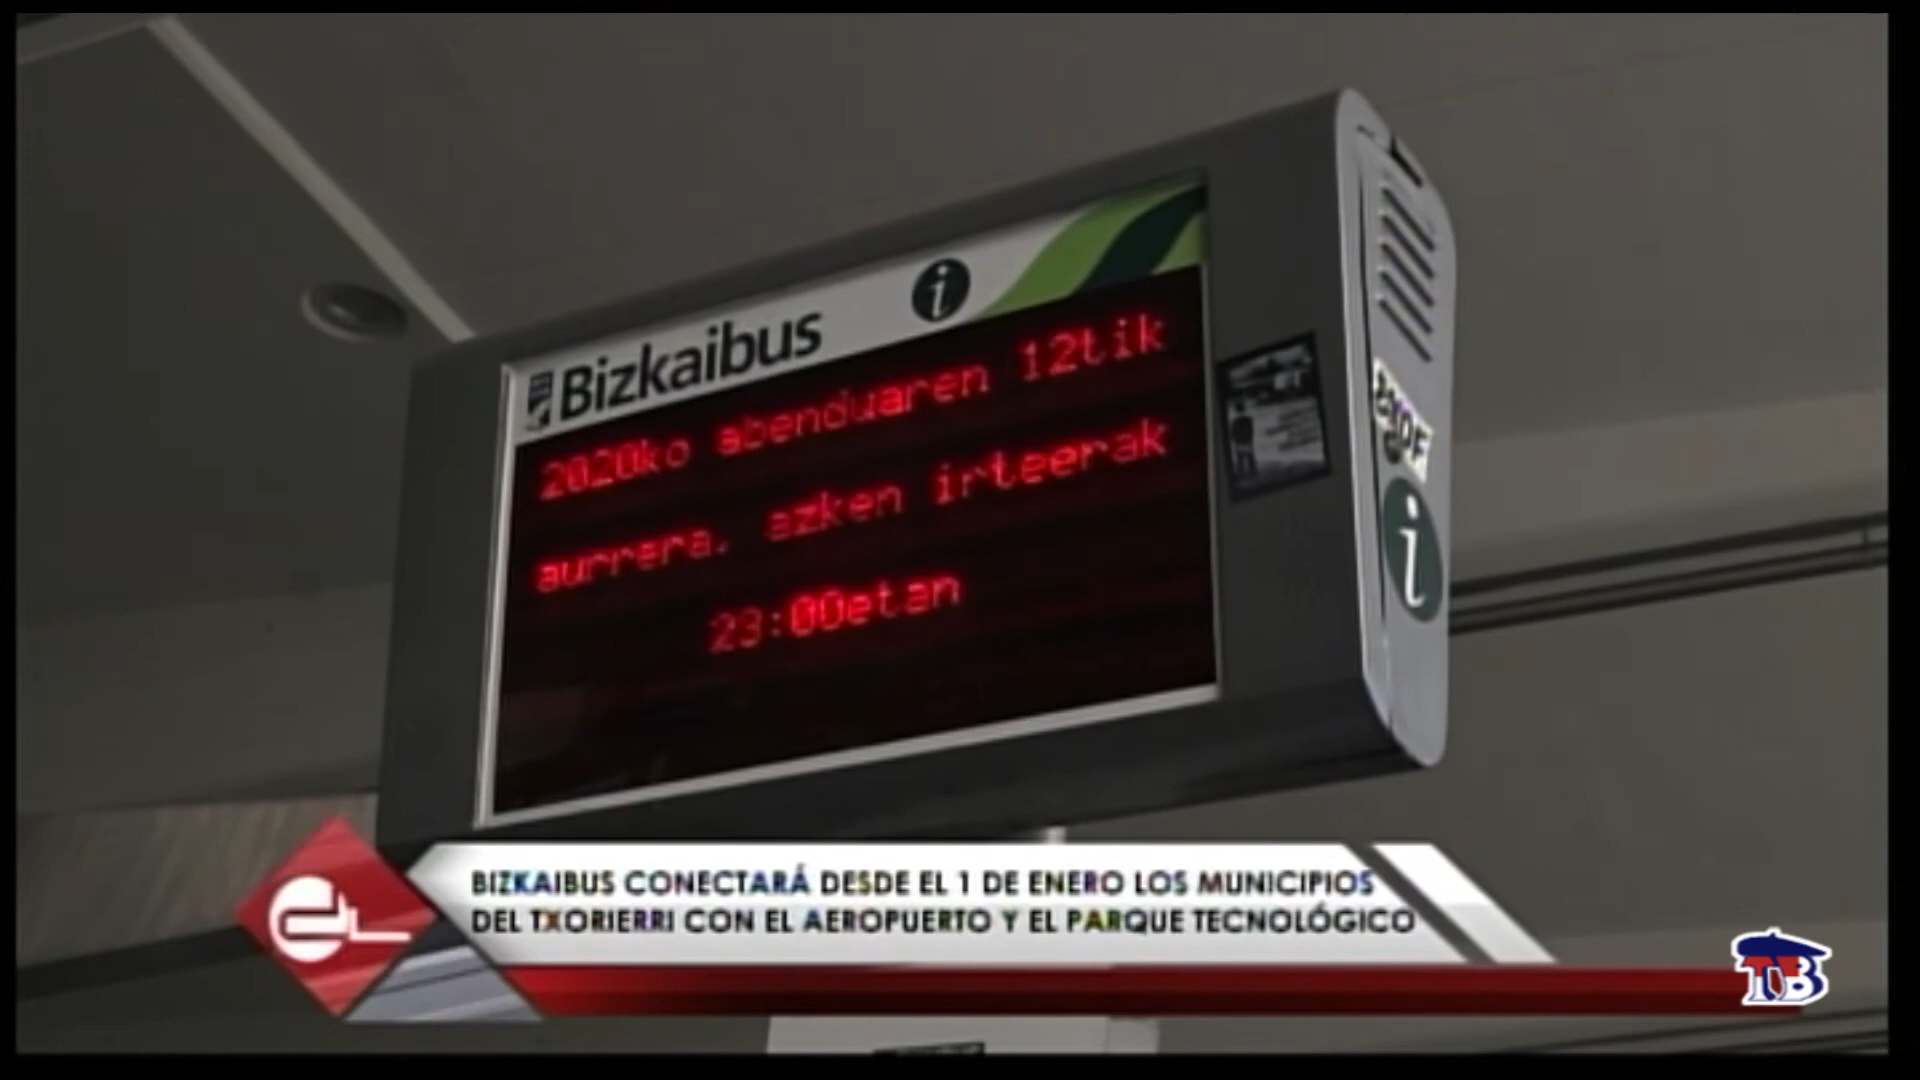 Bizkaibus i
2020ko abenduaren 12tik
aurrera, azken irteerak
23:00etan
i
BIZKAIBUS CONECTARÁ DESDE EL 1 DE ENERO LOS MUNICIPIOS
DEL TXORIERRI CON EL AEROPUERTO Y EL PARQUE TECNOLÓGICO
TB